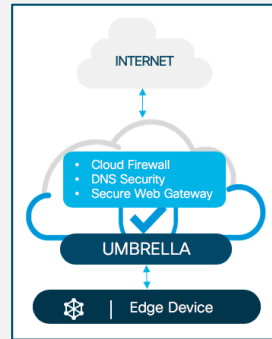 INTERNET
• Cloud Firewall
• DNS Security
• Secure Web Gateway
UMBRELLA
| Edge Device